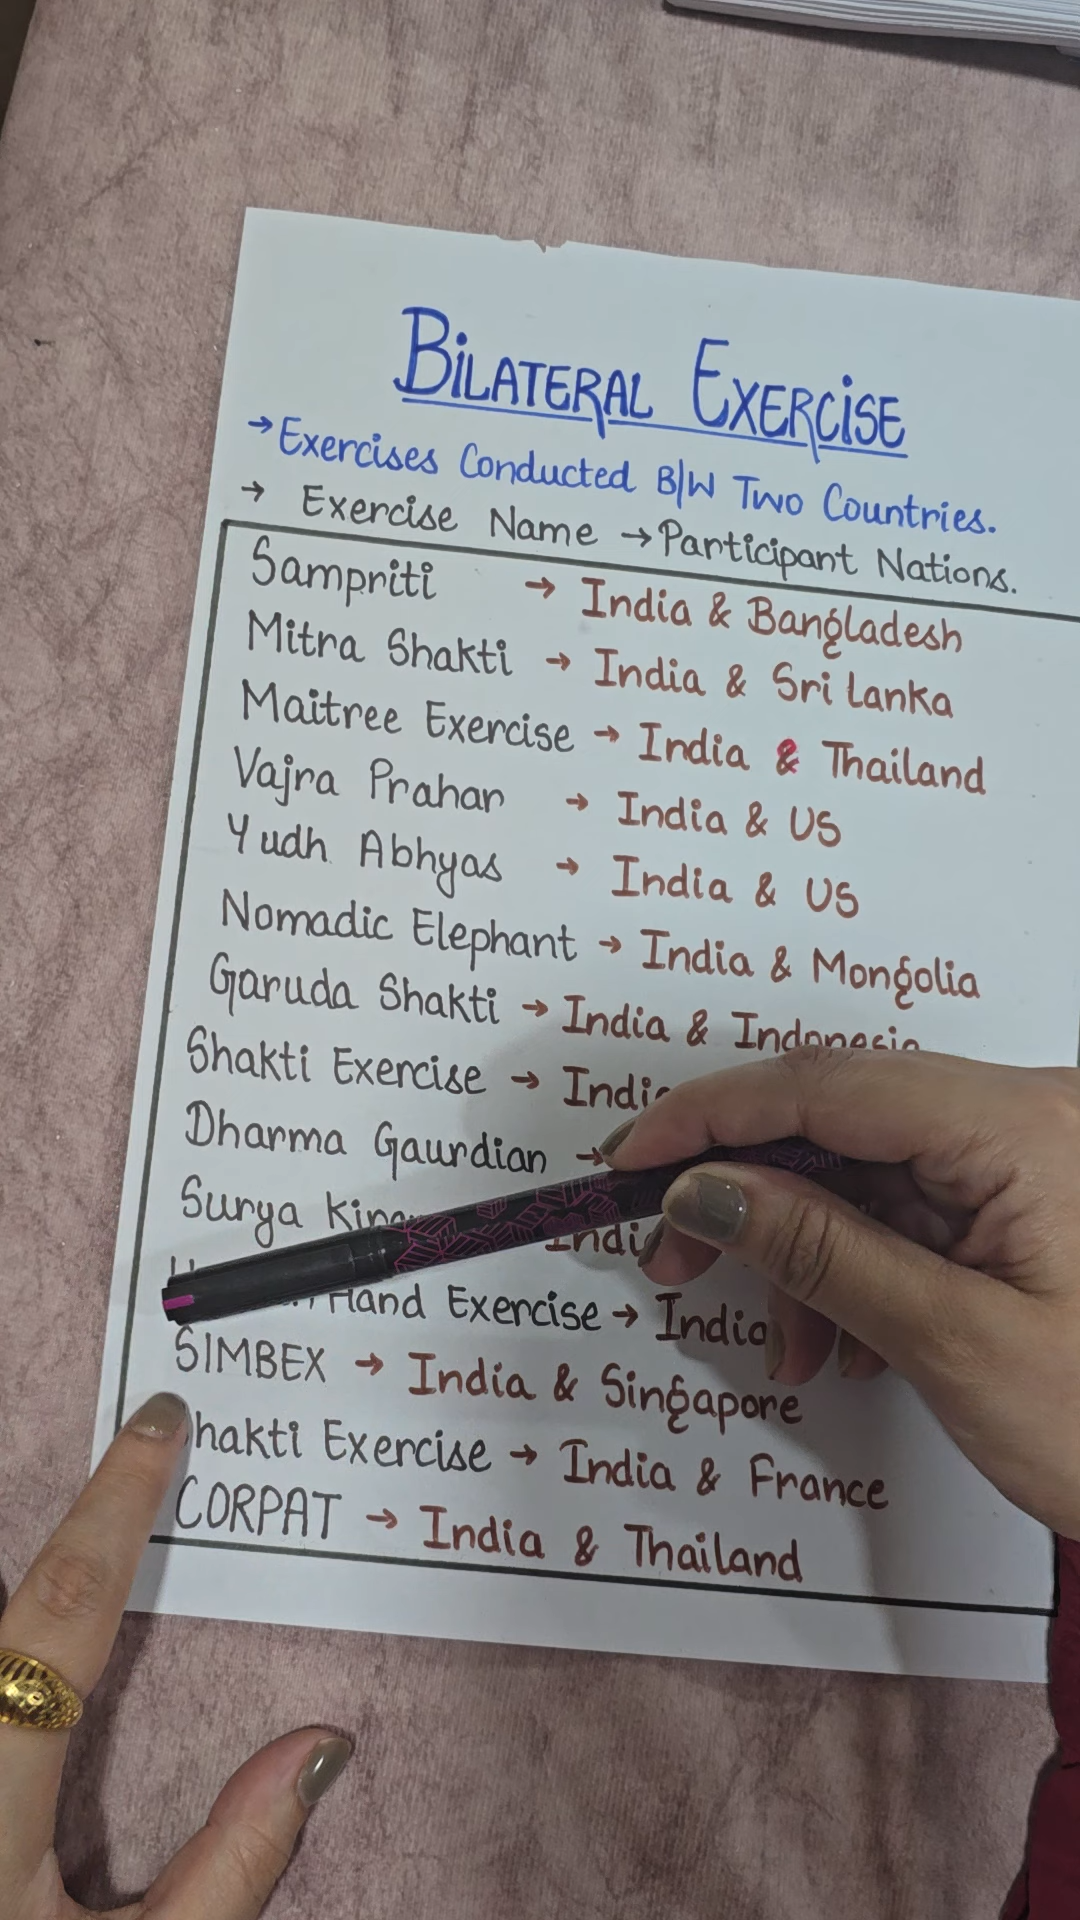 BILATERAL EXERCISE
→ Exercises Conducted B/W Two Countries.
→ Exercise Name → Participant Nations.
Sampriti → India & Bangladesh
Mitra Shakti → India & Sri Lanka
Maitree Exercise → India & Thailand
Vajra Prahar → India & US
Yudh Abhyas → India & US
Nomadic Elephant → India & Mongolia
Garuda Shakti → India & Indonesia
Shakti Exercise →
Dharma Gaurdian →
Surya
Hand Exercise → India
SIMBEX → India & Singapore
Exercise → India & France
CORPAT → India & Thailand